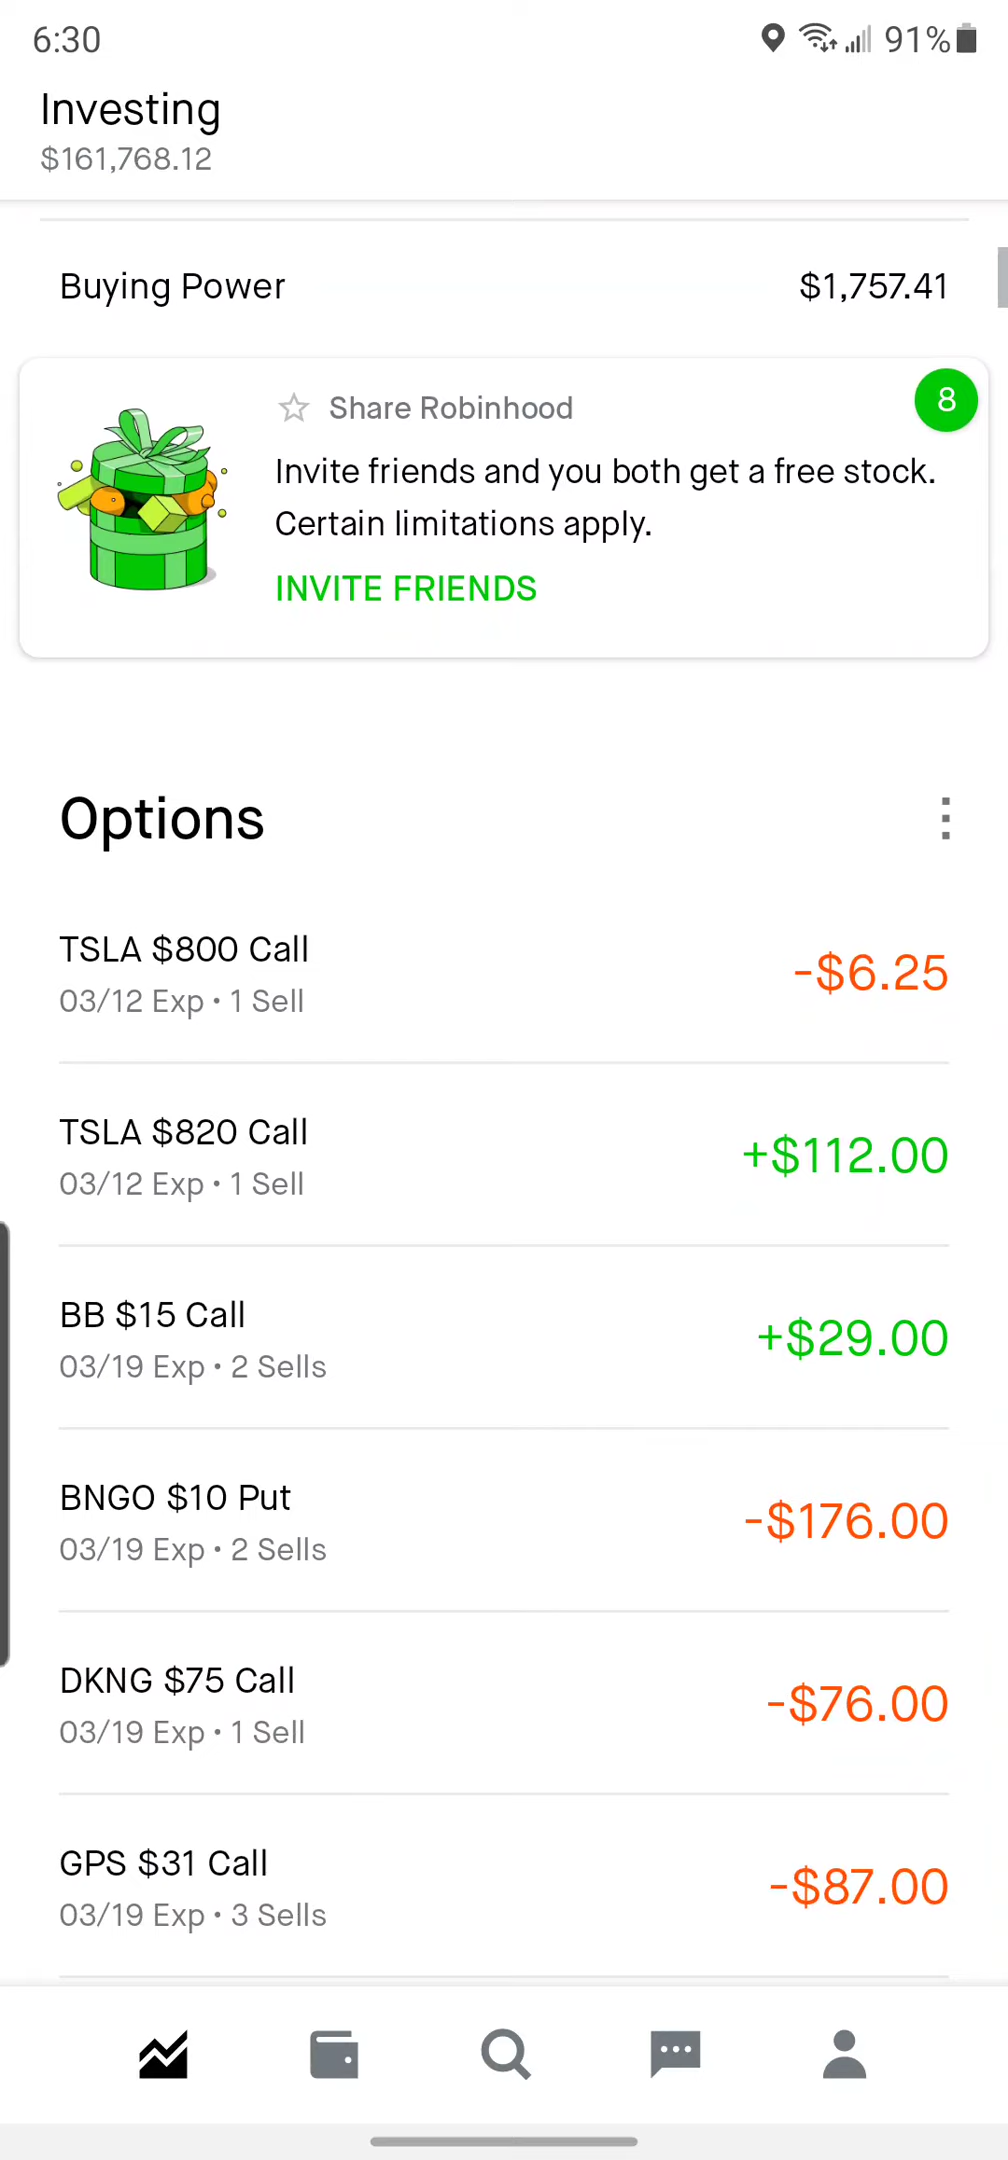 6:30
91%
Investing
$161,768.12
Buying Power
$1,757.41
Share Robinhood
8
Invite friends and you both get a free stock.
Certain limitations apply.
INVITE FRIENDS
Options
TSLA $800 Call
03/12 Exp • 1 Sell
-$6.25
TSLA $820 Call
03/12 Exp • 1 Sell
+$112.00
BB $15 Call
03/19 Exp • 2 Sells
+$29.00
BNGO $10 Put
03/19 Exp • 2 Sells
-$176.00
DKNG $75 Call
03/19 Exp • 1 Sell
-$76.00
GPS $31 Call
03/19 Exp • 3 Sells
-$87.00